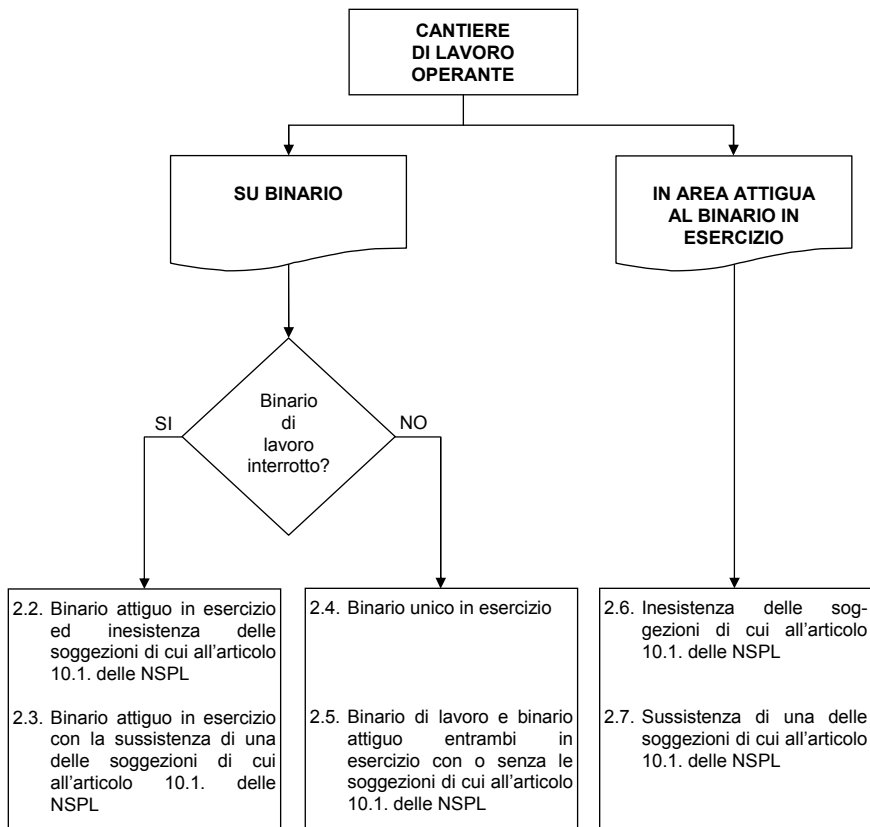 CANTIERE
DI LAVORO
OPERANTE
SU BINARIO
IN AREA ATTIGUA
AL BINARIO IN
ESERCIZIO
Binario
di
lavoro
interrotto?
SI
NO
2.2. Binario attiguo in esercizio
ed inesistenza delle
soggezioni di cui all'articolo
10.1. delle NSPL
2.3. Binario attiguo in esercizio
con la sussistenza di una
delle soggezioni di cui
all'articolo 10.1. delle
NSPL
2.4. Binario unico in esercizio
2.5. Binario di lavoro e binario
attiguo entrambi in
esercizio con o senza le
soggezioni di cui all'articolo
10.1. delle NSPL
2.6. Inesistenza delle sog-
gezioni di cui all'articolo
10.1. delle NSPL
2.7. Sussistenza di una delle
soggezioni di cui all'articolo
10.1. delle NSPL